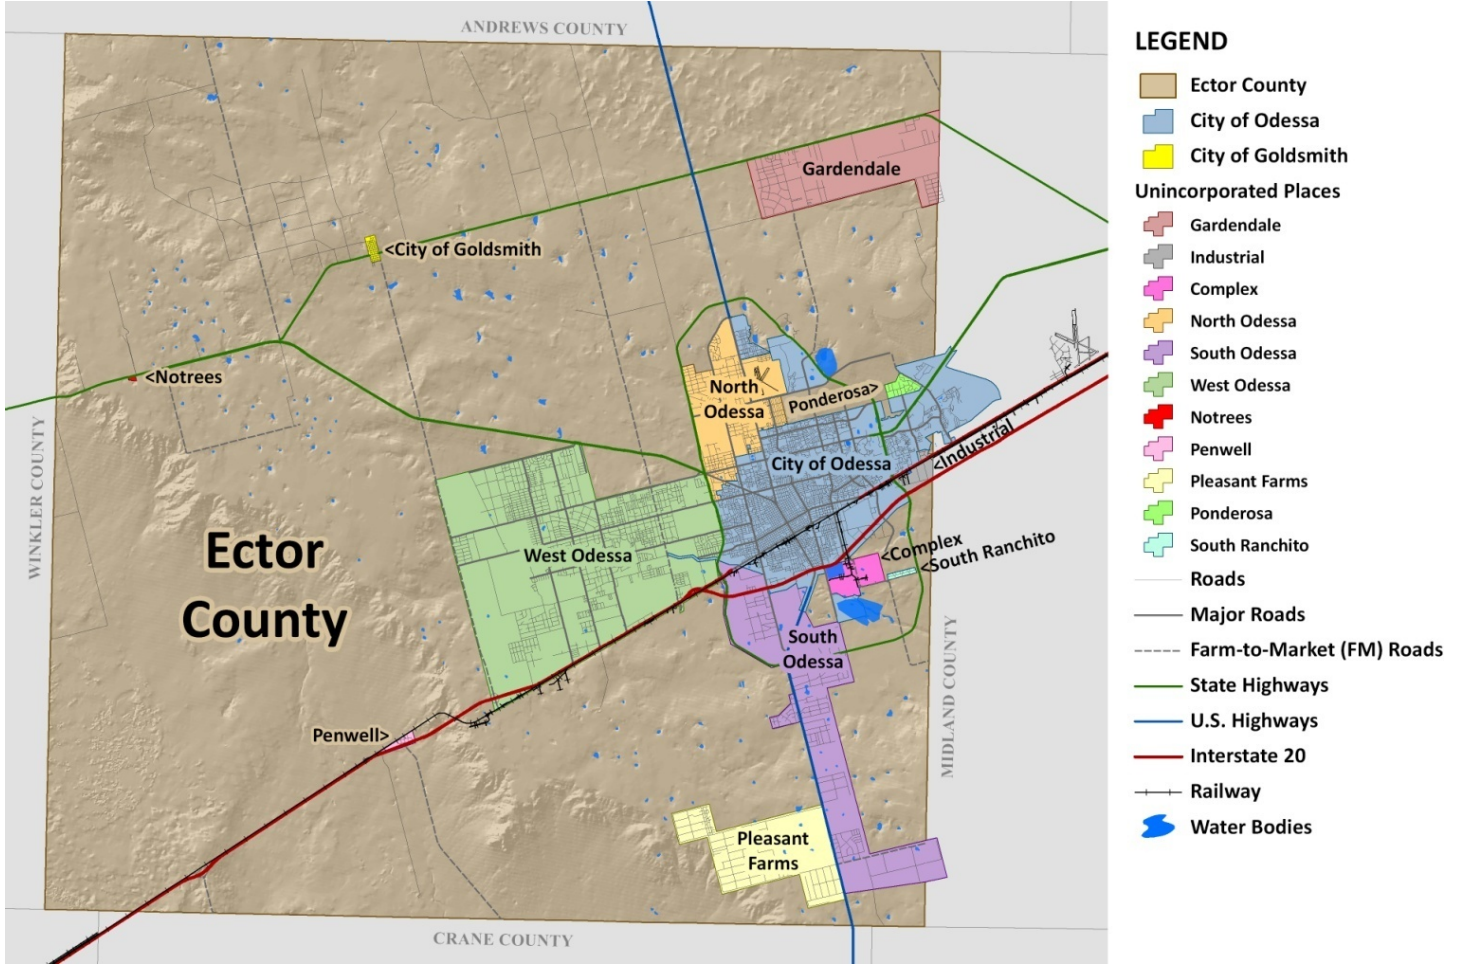 ANDREWS COUNTY
Gardendale
<City of Goldsmith
<Notrees
North
Odessa
Ponderosa>
City of Odessa
<Industrial
WINKLER COUNTY
Ector
County
West Odessa
<Complex
<South Ranchito
South
Odessa
MIDLAND COUNTY
Penwell>
Pleasant
Farms
CRANE COUNTY
LEGEND
Ector County
City of Odessa
City of Goldsmith
Unincorporated Places
Gardendale
Industrial
Complex
North Odessa
South Odessa
West Odessa
Notrees
Penwell
Pleasant Farms
Ponderosa
South Ranchito
Roads
Major Roads
Farm-to-Market (FM) Roads
State Highways
U.S. Highways
Interstate 20
Railway
Water Bodies